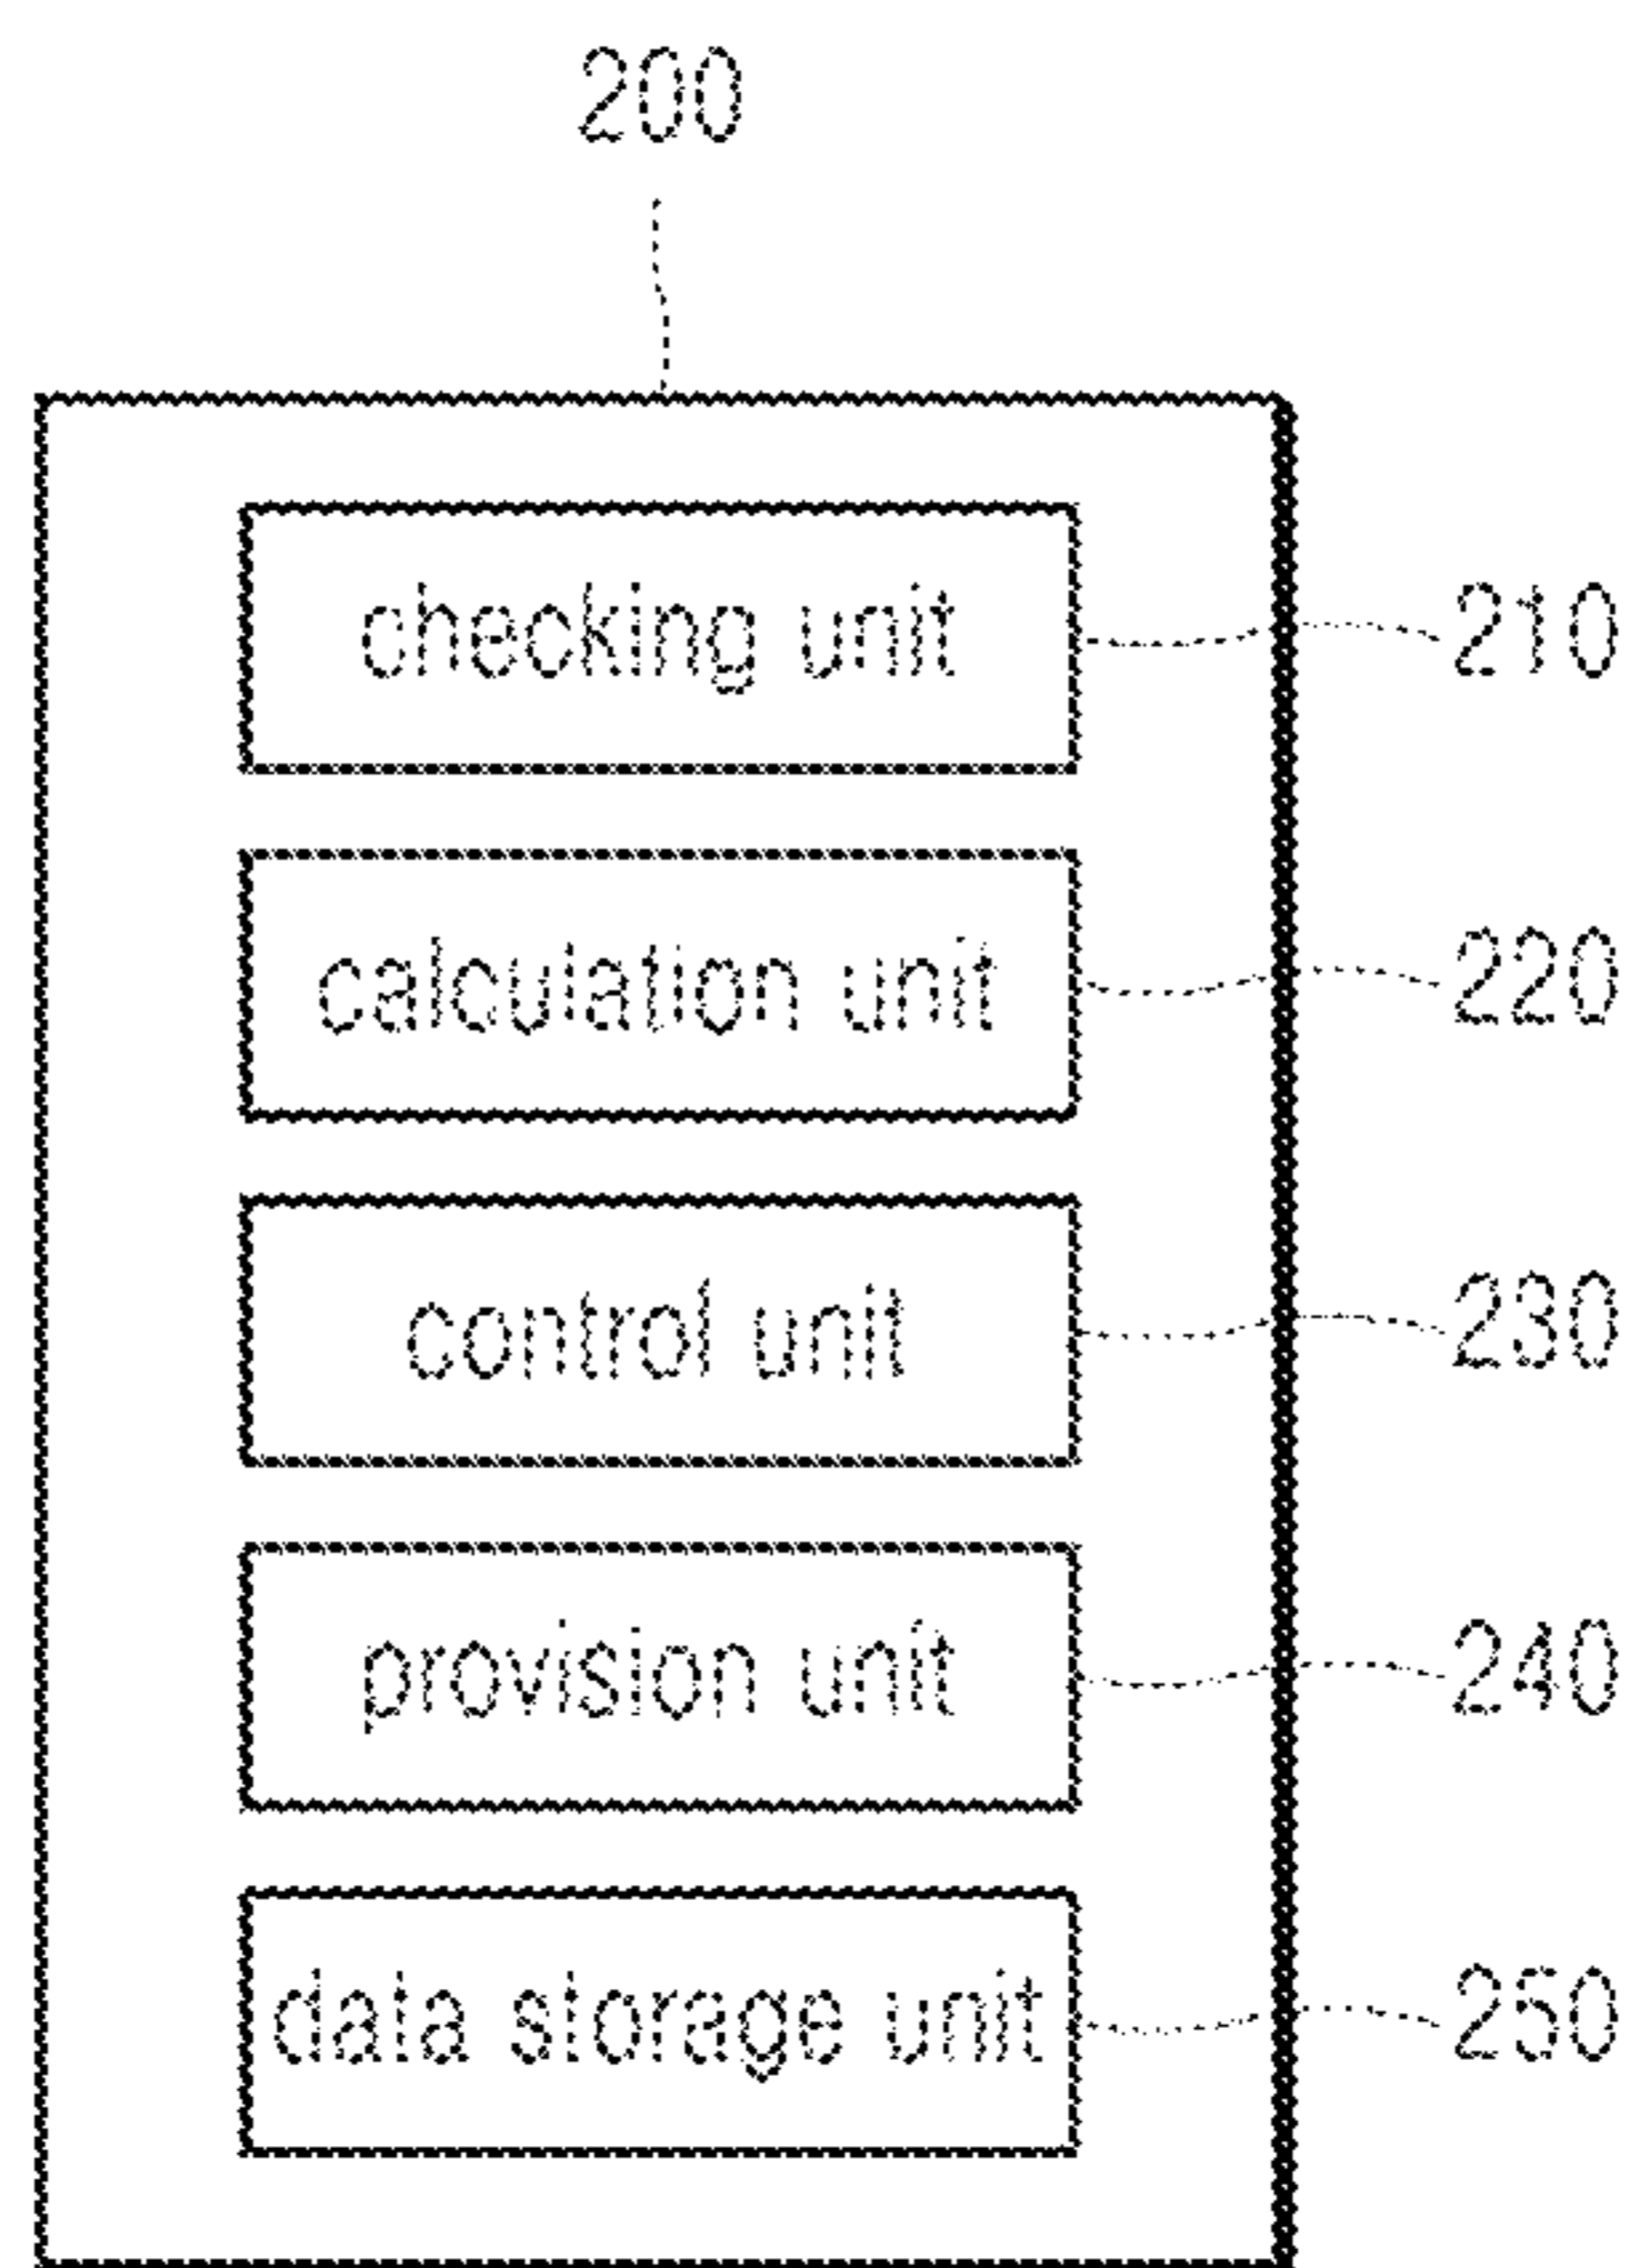 200
checking unit 210
calculation unit 220
control unit 230
provision unit 240
data storage unit 250